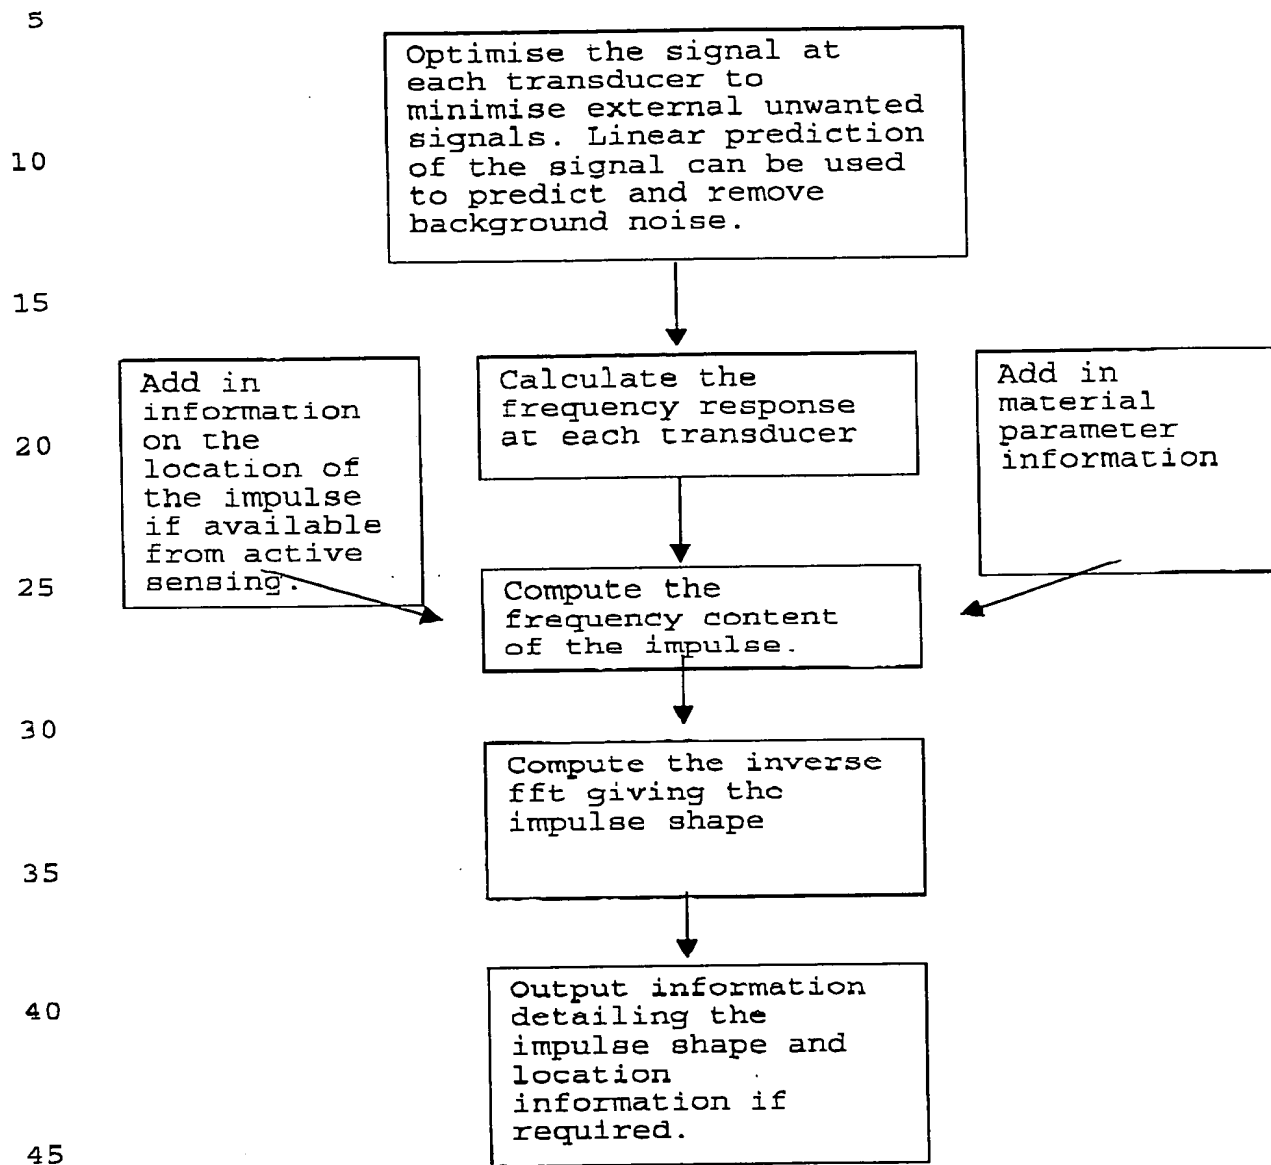 5
Optimise the signal at
each transducer to
minimise external unwanted
signals. Linear prediction
of the signal can be used
to predict and remove
background noise.
10
15
Add in
information
on the
location of
the impulse
if available
from active
sensing.
Calculate the
frequency response
at each transducer
Add in
material
parameter
information
20
25
Compute the
frequency content
of the impulse.
30
Compute the inverse
fft giving the
impulse shape
35
Output information
detailing the
impulse shape and
location
information if
required.
40
45